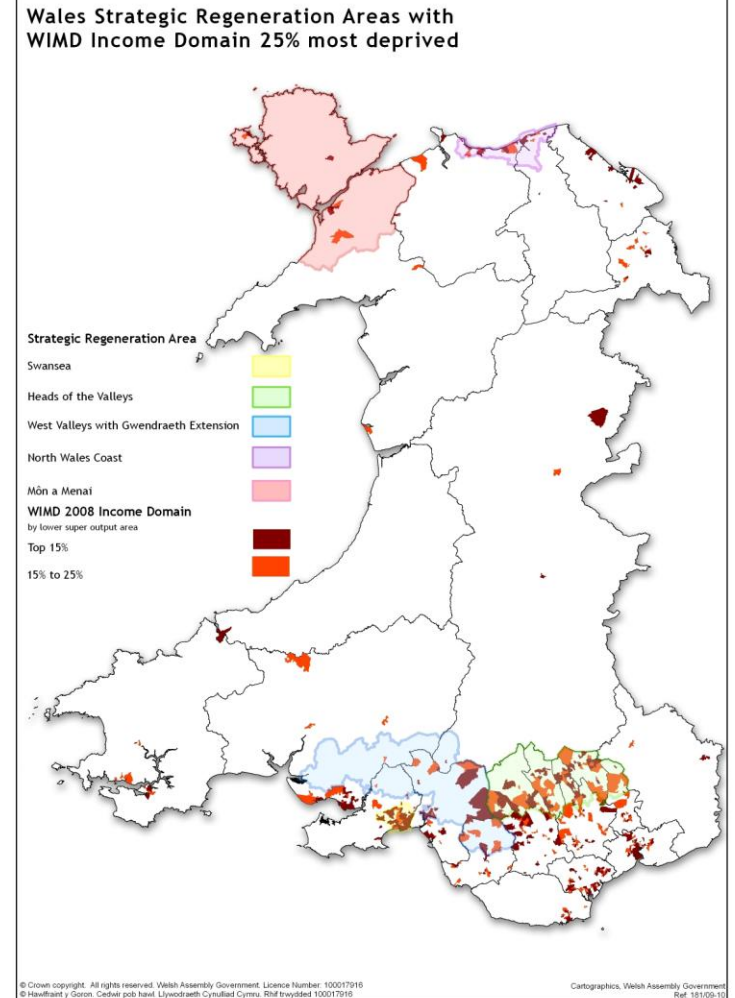 Wales Strategic Regeneration Areas with
WIMD Income Domain 25% most deprived
Strategic Regeneration Area
Swansea
Heads of the Valleys
West Valleys with Gwendraeth Extension
North Wales Coast
Môn a Menai
WIMD 2008 Income Domain
by lower super output area
Top 15%
15% to 25%
© Crown copyright. All rights reserved. Welsh Assembly Government. Licence Number: 100017916
© Hawlfraint y Goron. Cedwir pob hawl. Llywodraeth Cynulliad Cymru. Rhif trwydded 100017916
Cartographics, Welsh Assembly Government
Ref: 181/09-10